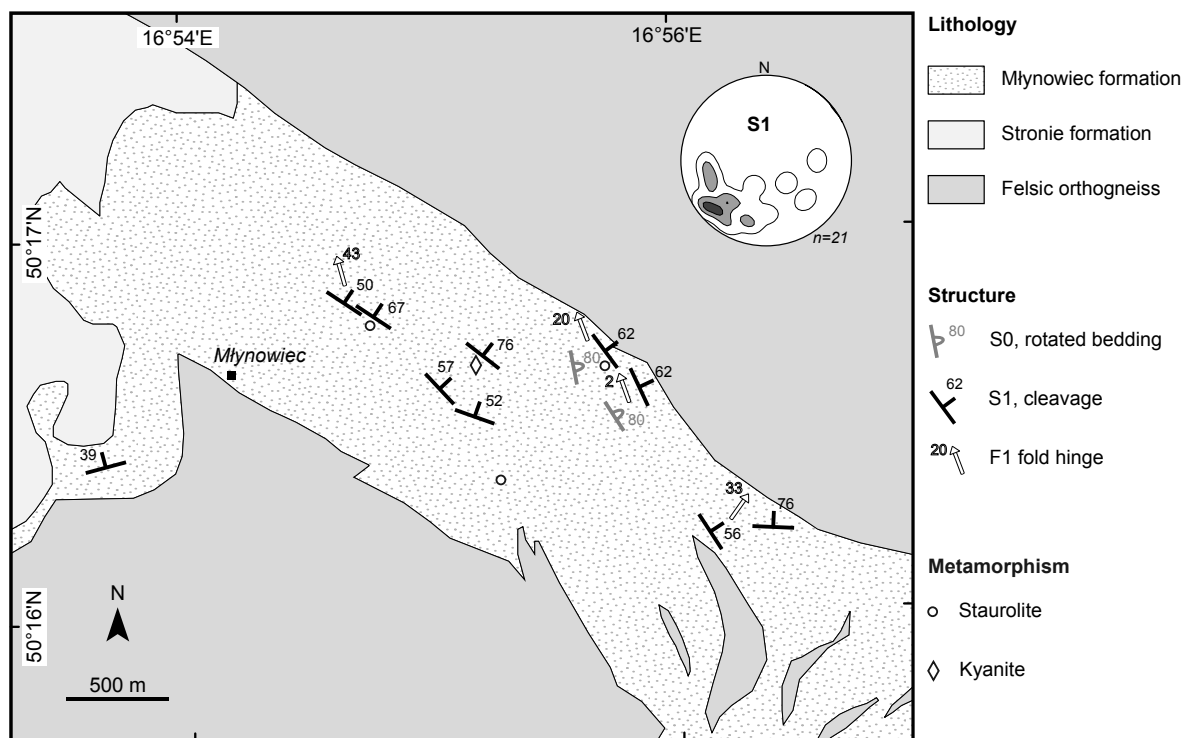 16°54'E
16°56'E
N
S1
n=21
50°17'N
43
50
67
20
62
80
76
57
2
62
52
80
Młynowiec
39
33
76
56
N
50°16'N
500 m
Lithology
Młynowiec formation
Stronie formation
Felsic orthogneiss
Structure
80
S0, rotated bedding
62
S1, cleavage
20
F1 fold hinge
Metamorphism
Staurolite
Kyanite